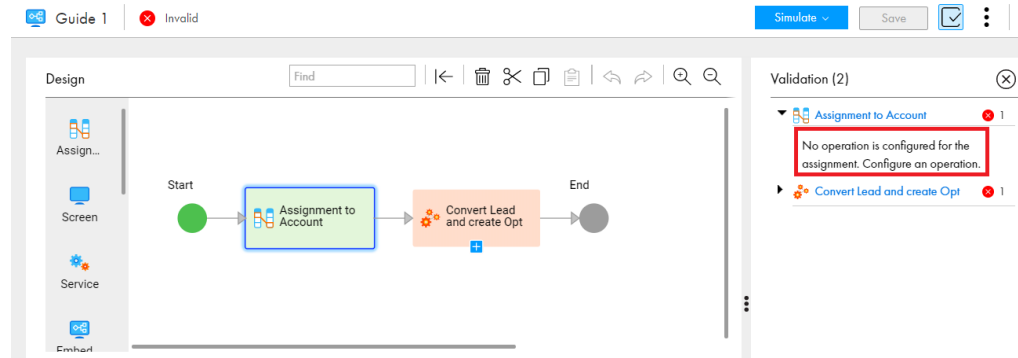 Guide 1
Invalid
Simulate
Save
Design
Find
Validation (2)
Assignment to Account
1
No operation is configured for the
assignment. Configure an operation.
Convert Lead and create Opt
1
Assign...
Screen
Service
Embed
Start
Assignment to
Account
Convert Lead
and create Opt
End